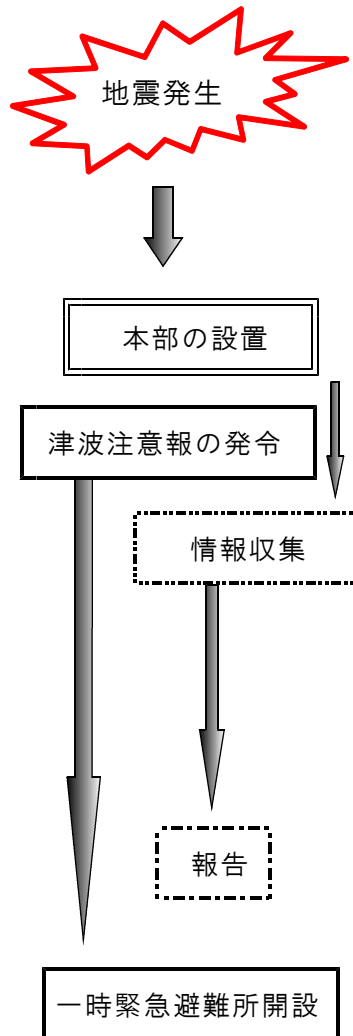 地震発生
本部の設置
津波注意報の発令
情報収集
報告
一時緊急避難所開設